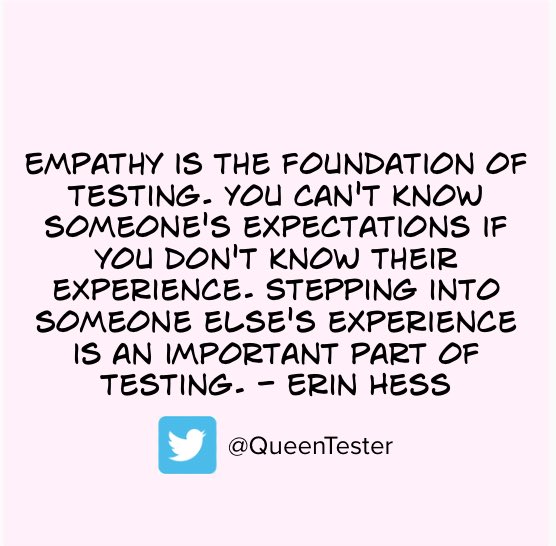 EMPATHY IS THE FOUNDATION OF
TESTING. YOU CAN'T KNOW
SOMEONE'S EXPECTATIONS IF
YOU DON'T KNOW THEIR
EXPERIENCE. STEPPING INTO
SOMEONE ELSE'S EXPERIENCE
IS AN IMPORTANT PART OF
TESTING. - ERIN HESS
@QueenTester